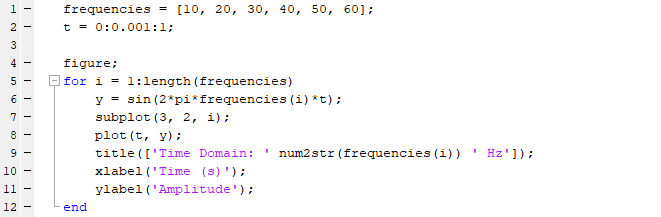 1 - frequencies = [10, 20, 30, 40, 50, 60];
2 - t = 0:0.001:1;
3
4 - figure;
5 - for i = 1:length(frequencies)
6 - y = sin(2*pi*frequencies(i)*t);
7 - subplot(3, 2, i);
8 - plot(t, y);
9 - title(['Time Domain: ' num2str(frequencies(i)) ' Hz']);
10 - xlabel('Time (s)');
11 - ylabel('Amplitude');
12 - end